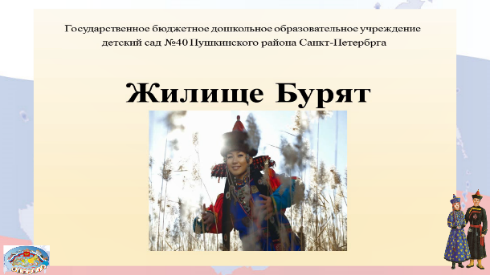 Государственное бюджетное дошкольное образовательное учреждение
детский сад №40 Пушкинского района Санкт-Петербрга
Жилище Бурят